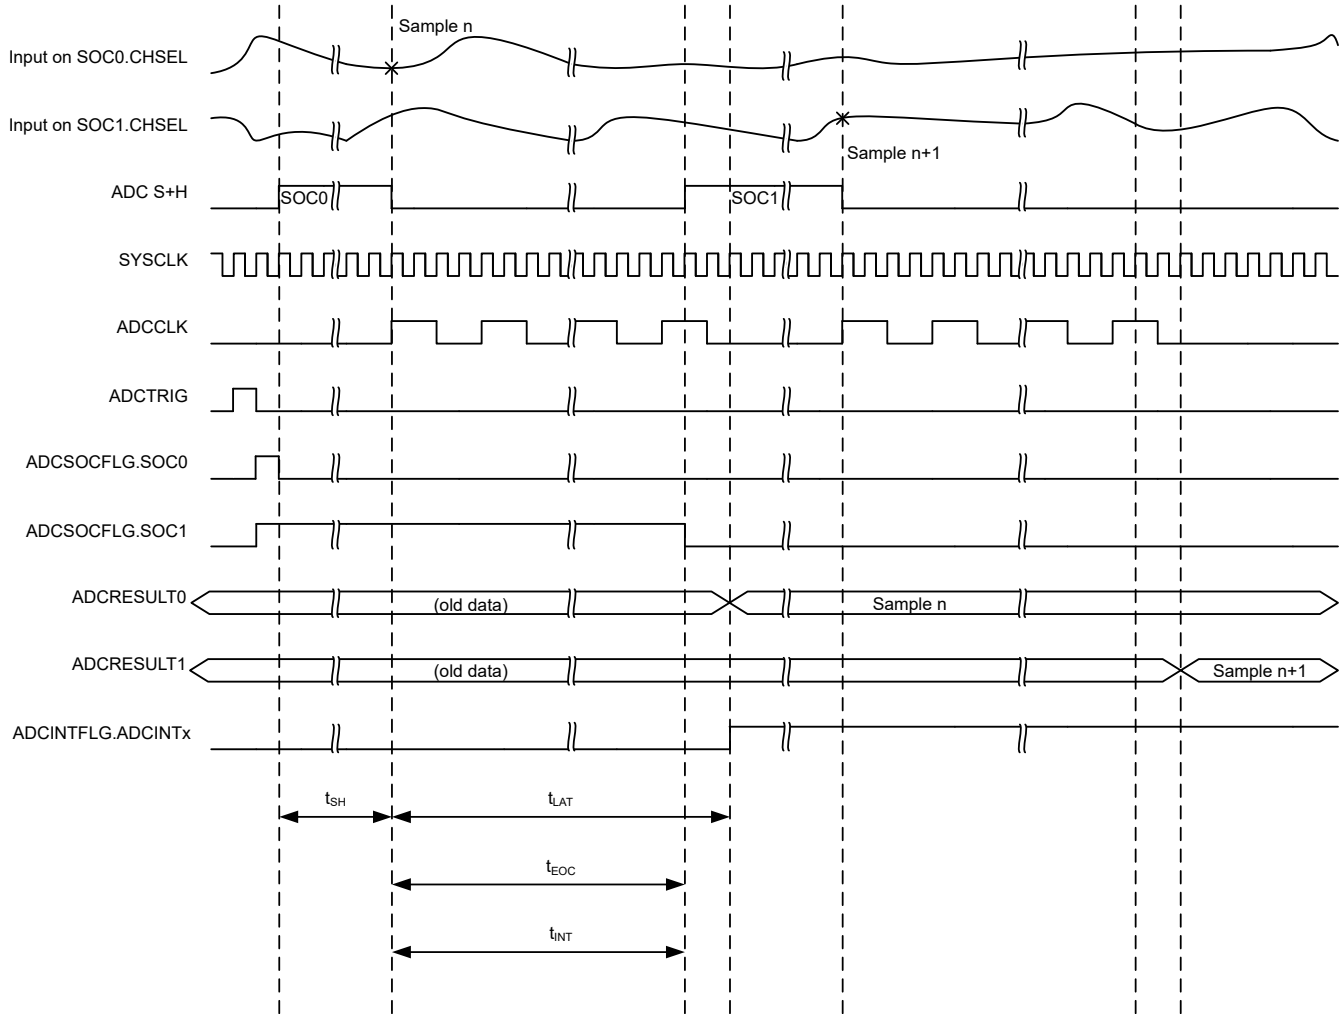 Sample n
Input on SOC0.CHSEL
Input on SOC1.CHSEL
Sample n+1
ADC S+H
SOC0
SOC1
SYSCLK
ADCCLK
ADCTRIG
ADCSOCFLG.SOC0
ADCSOCFLG.SOC1
ADCRESULT0
(old data)
Sample n
ADCRESULT1
(old data)
Sample n+1
ADCINTFLG.ADCINTx
tSH
tLAT
tEOC
tINT